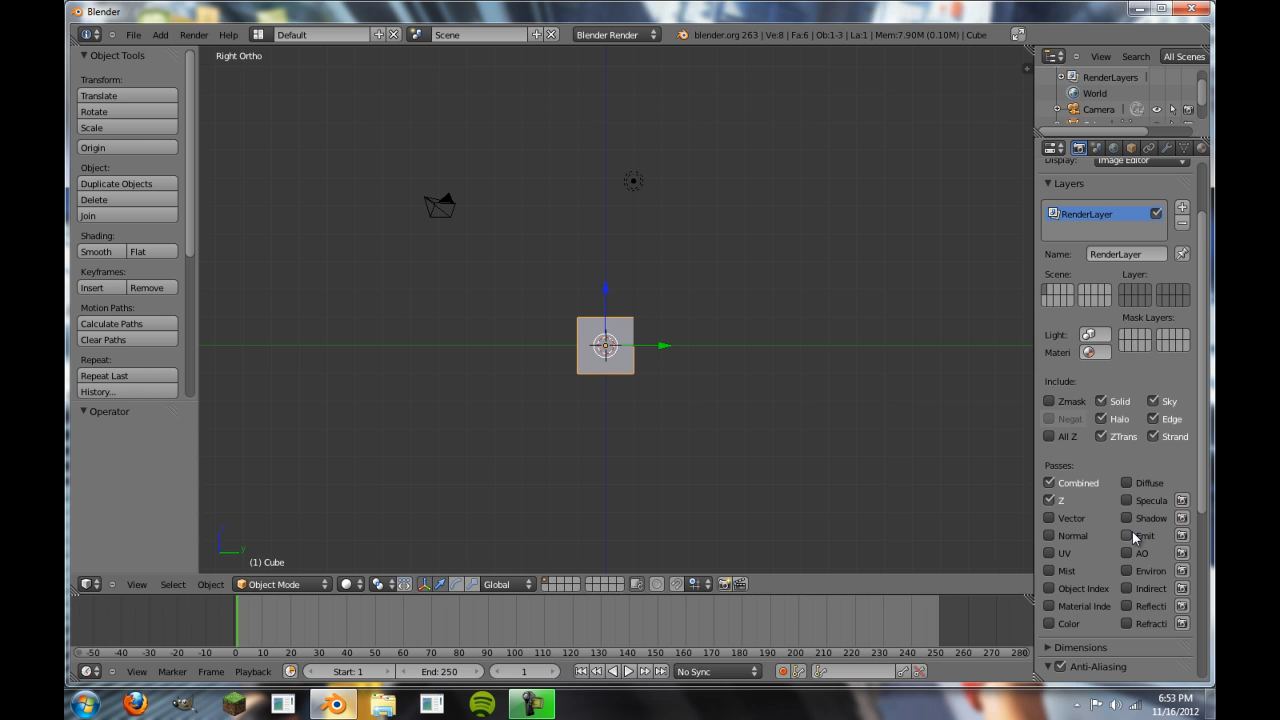 Blender
File Add Render Help Default Scene Blender Render blender.org 263 | Ve:8 | Fa:6 | Ob:1-3 | La:1 | Mem:7.90M (0.10M) | Cube
Object Tools
Transform:
Translate
Rotate
Scale
Origin
Object:
Duplicate Objects
Delete
Join
Shading:
Smooth Flat
Keyframes:
Insert Remove
Motion Paths:
Calculate Paths
Clear Paths
Repeat:
Repeat Last
History...
Operator
Right Ortho
y
(1) Cube
View Search All Scenes
RenderLayers
World
Camera
Display: Image Editor
Layers
RenderLayer
Name: RenderLayer
Scene: Layer:
Mask Layers:
Light:
Materi
Include:
Zmask Solid Sky
Negat Halo Edge
All Z ZTrans Strand
Passes:
Combined Diffuse
Z Specula
Vector Shadow
Normal Emit
UV AO
Mist Environ
Object Index Indirect
Material Inde Reflecti
Color Refracti
Dimensions
Anti-Aliasing
View Select Object Object Mode Global
-50 -40 -30 -20 -10 0 10 20 30 40 50 60 70 80 90 100 110 120 130 140 150 160 170 180 190 200 210 220 230 240 250 260 270 280
View Marker Frame Playback Start: 1 End: 250 1 No Sync
6:53 PM
11/16/2012